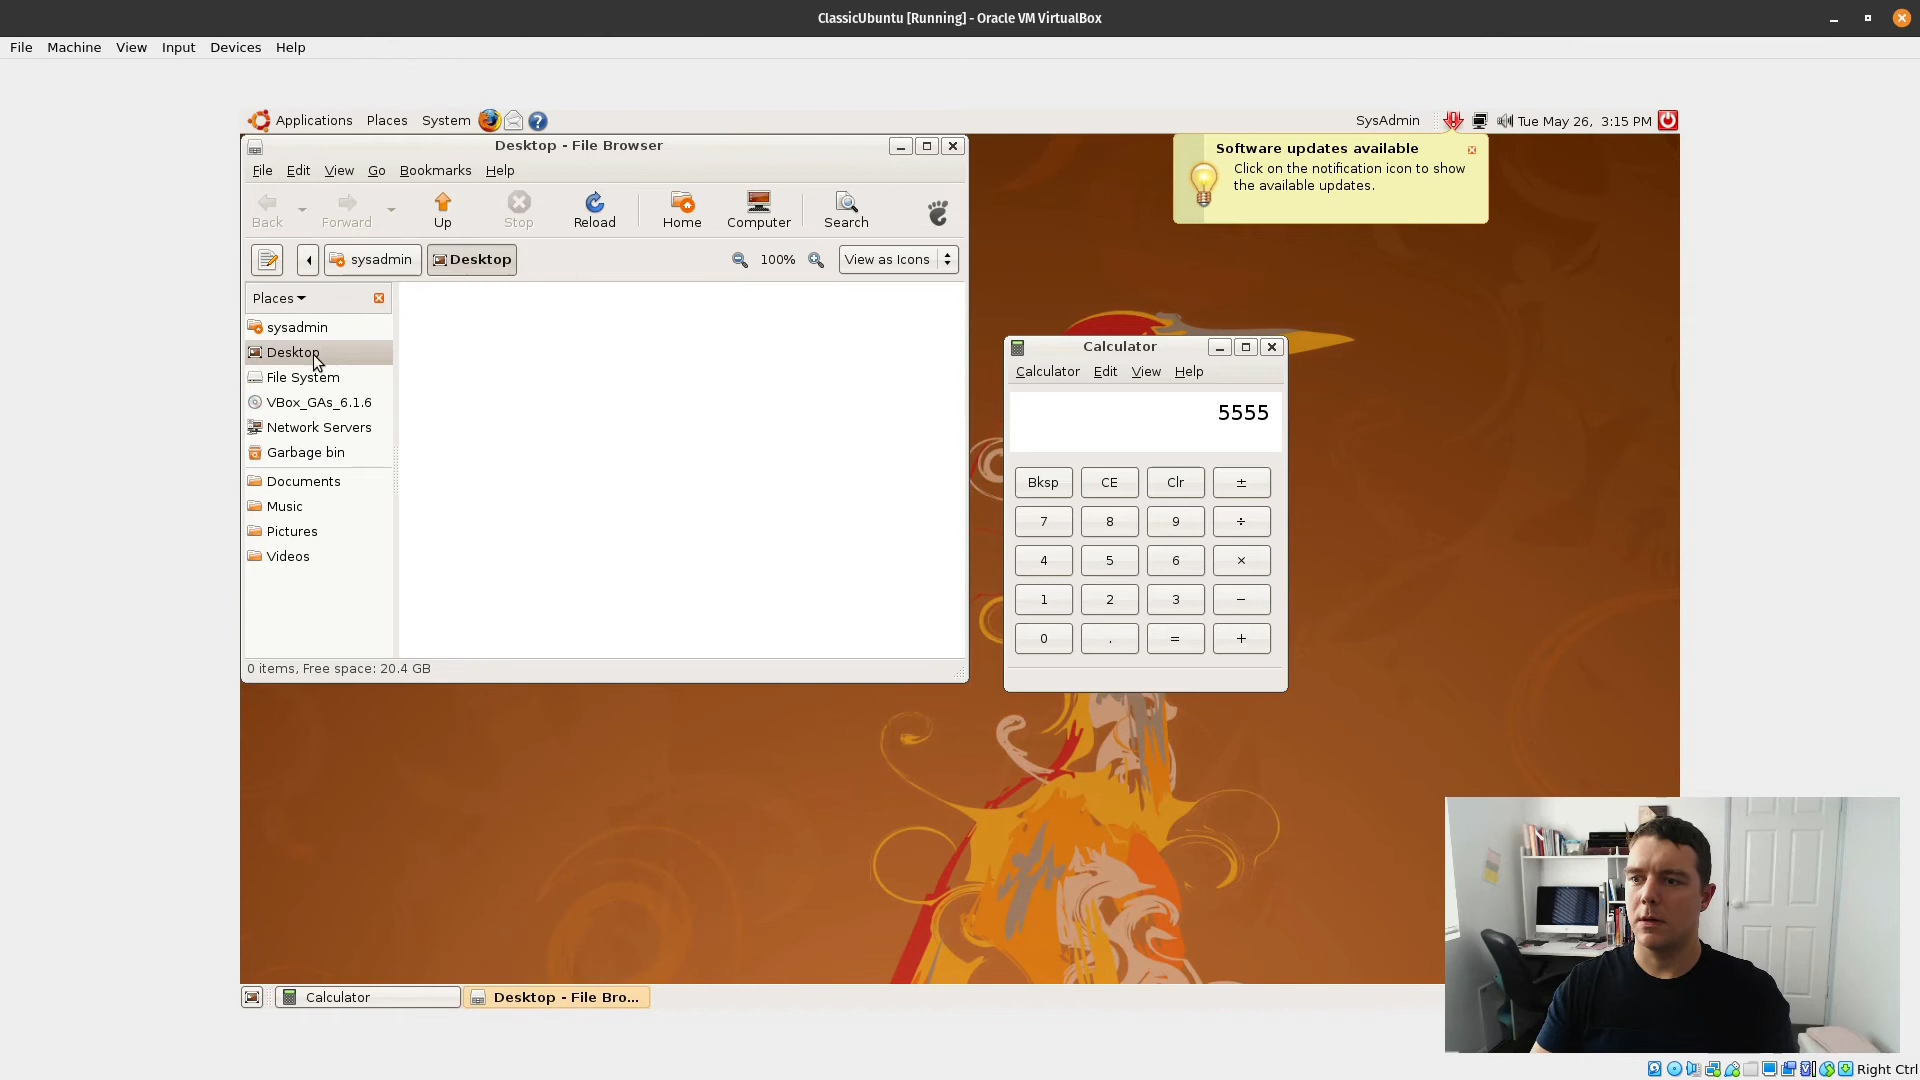 ClassicUbuntu [Running] - Oracle VM VirtualBox
File Machine View Input Devices Help
Applications Places System
SysAdmin Tue May 26, 3:15 PM
Desktop - File Browser
File Edit View Go Bookmarks Help
Back Forward Up Stop Reload Home Computer Search
sysadmin Desktop 100% View as Icons
Places
sysadmin
Desktop
File System
VBox_GAs_6.1.6
Network Servers
Garbage bin
Documents
Music
Pictures
Videos
0 items, Free space: 20.4 GB
Software updates available
Click on the notification icon to show
the available updates.
Calculator
Calculator Edit View Help
5555
Bksp CE Clr ±
7 8 9 ÷
4 5 6 ×
1 2 3 −
0 . = +
Calculator Desktop - File Bro...
Right Ctrl